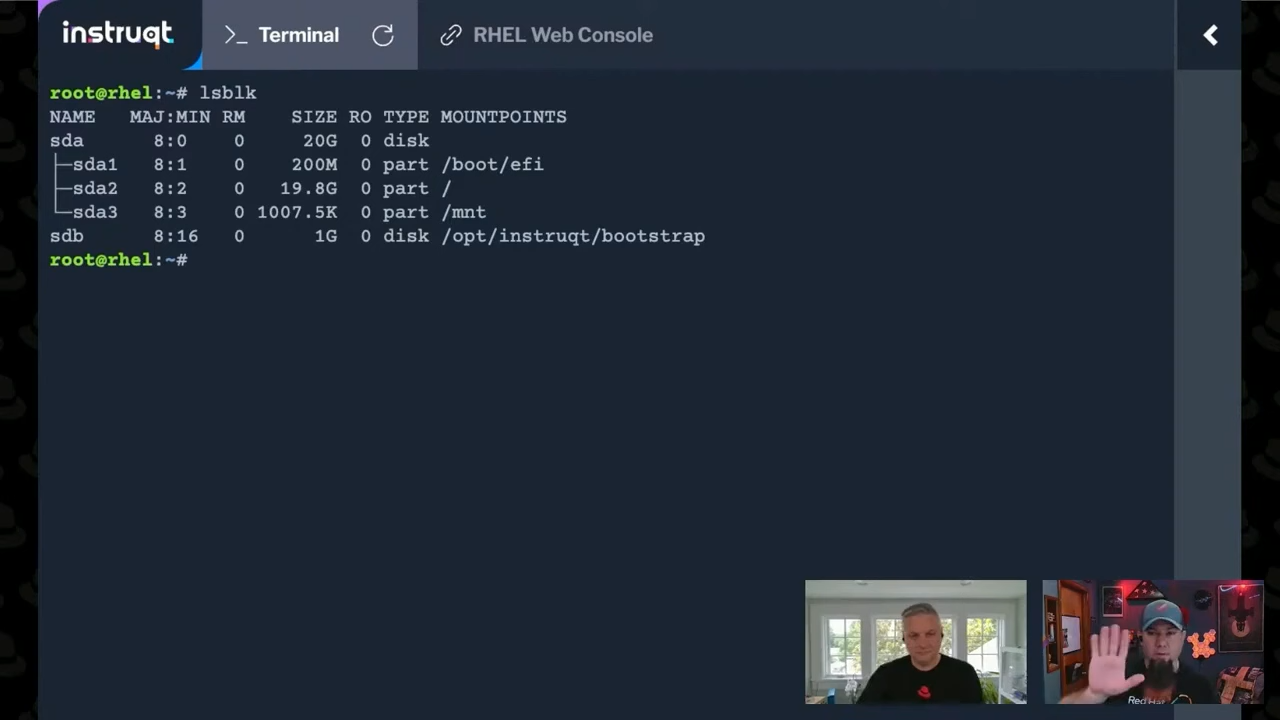 instruqt
>_ Terminal
RHEL Web Console
root@rhel:~# lsblk
NAME MAJ:MIN RM SIZE RO TYPE MOUNTPOINTS
sda 8:0 0 20G 0 disk
├─sda1 8:1 0 200M 0 part /boot/efi
├─sda2 8:2 0 19.8G 0 part /
└─sda3 8:3 0 1007.5K 0 part /mnt
sdb 8:16 0 1G 0 disk /opt/instruqt/bootstrap
root@rhel:~#
Red Hat